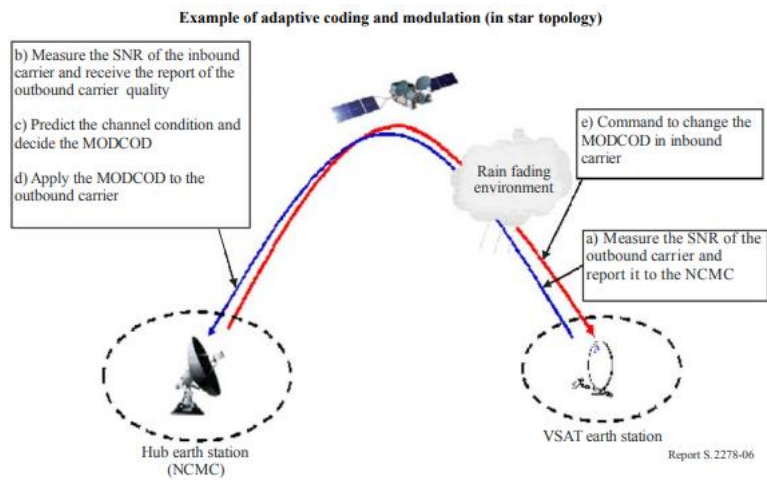 Example of adaptive coding and modulation (in star topology)
b) Measure the SNR of the inbound
carrier and receive the report of the
outbound carrier quality
c) Predict the channel condition and
decide the MODCOD
d) Apply the MODCOD to the
outbound carrier
e) Command to change the
MODCOD in inbound
carrier
Rain fading
environment
a) Measure the SNR of the
outbound carrier and
report it to the NCMC
Hub earth station
(NCMC)
VSAT earth station
Report S.2278-06